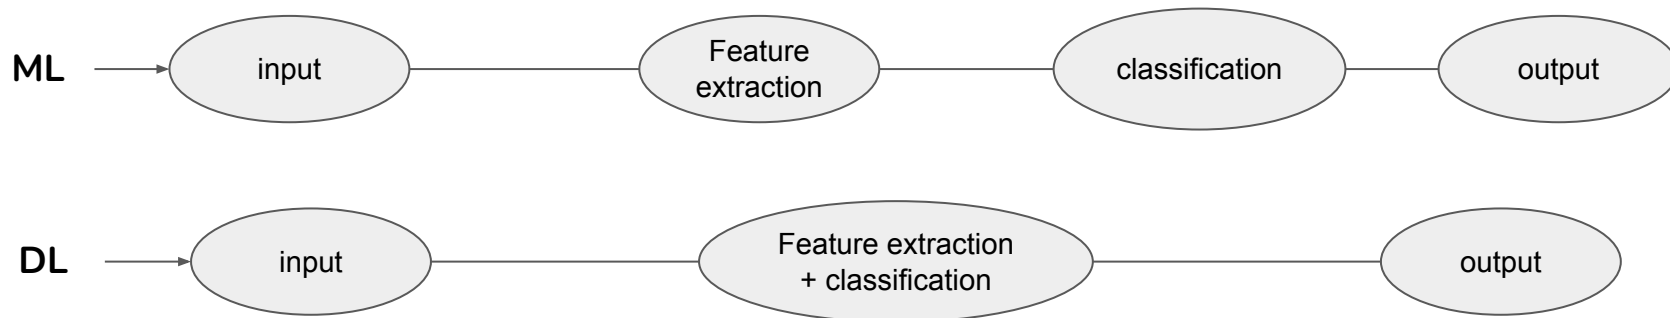 ML
input
Feature
extraction
classification
output
DL
input
Feature extraction
+ classification
output